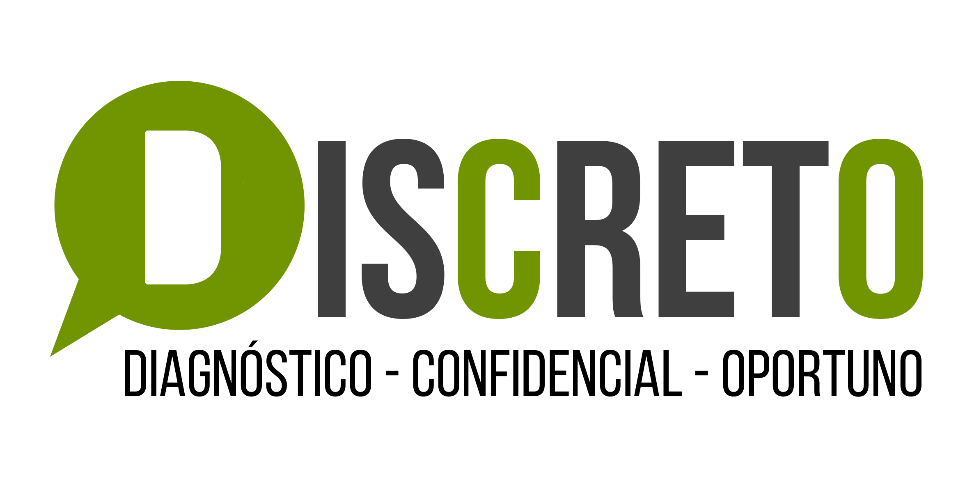 DISCRETO
DIAGNÓSTICO - CONFIDENCIAL - OPORTUNO